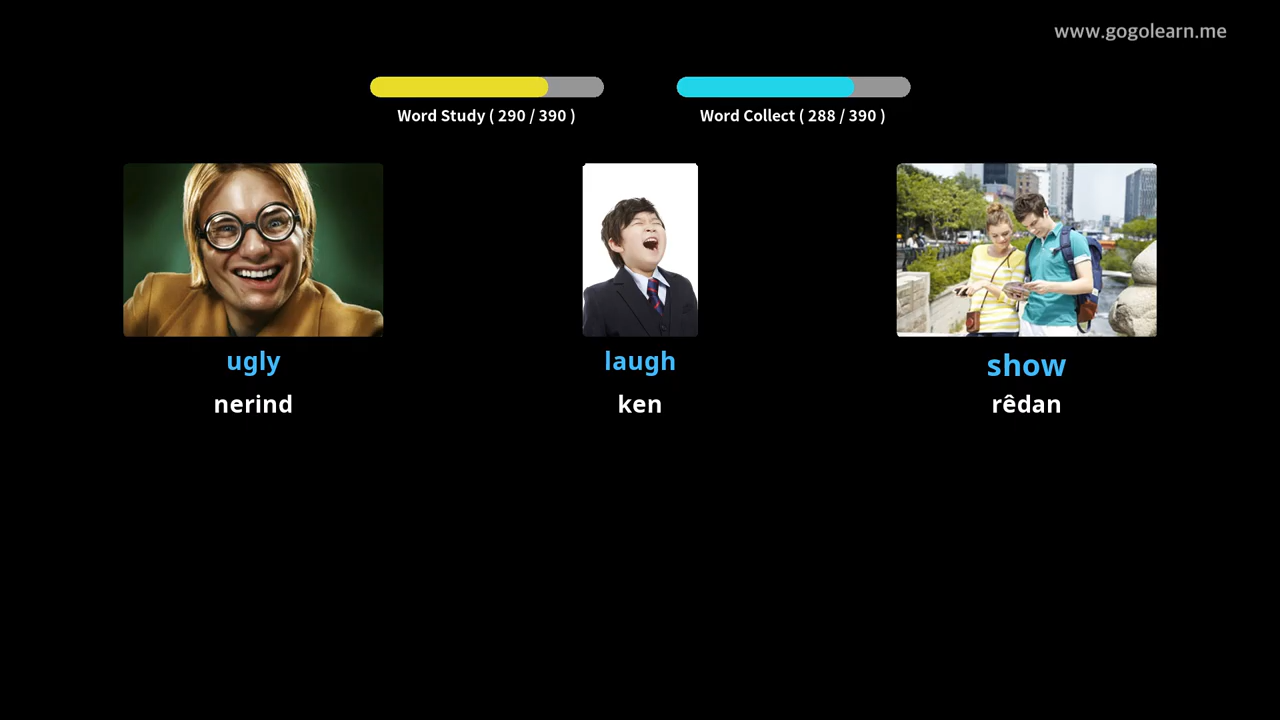 www.gogolearn.me
Word Study ( 290 / 390 )
Word Collect ( 288 / 390 )
ugly
laugh
show
nerind
ken
rêdan